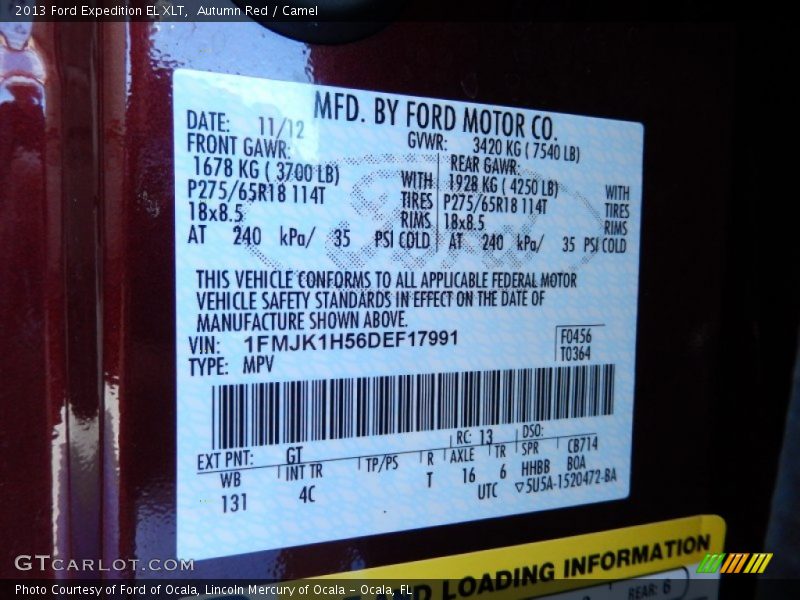 2013 Ford Expedition EL XLT, Autumn Red / Camel
MFD. BY FORD MOTOR CO.
DATE: 11/12 GVWR: 3420 KG ( 7540 LB)
FRONT GAWR: REAR GAWR:
1678 KG ( 3700 LB) WITH 1928 KG ( 4250 LB) WITH
P275/65R18 114T TIRES P275/65R18 114T TIRES
18x8.5 RIMS 18x8.5 RIMS
AT 240 kPa/ 35 PSI COLD AT 240 kPa/ 35 PSI COLD
THIS VEHICLE CONFORMS TO ALL APPLICABLE FEDERAL MOTOR
VEHICLE SAFETY STANDARDS IN EFFECT ON THE DATE OF
MANUFACTURE SHOWN ABOVE.
VIN: 1FMJK1H56DEF17991 F0456
TYPE: MPV T0364
EXT PNT: GT RC: 13 DSO:
WB INT TR TP/PS R AXLE TR SPR CB714
131 4C T 16 6 HHBB BOA
UTC ▽5U5A-1520472-BA
AND LOADING INFORMATION
REAR: 6
GTCARLOT.COM
Photo Courtesy of Ford of Ocala, Lincoln Mercury of Ocala - Ocala, FL